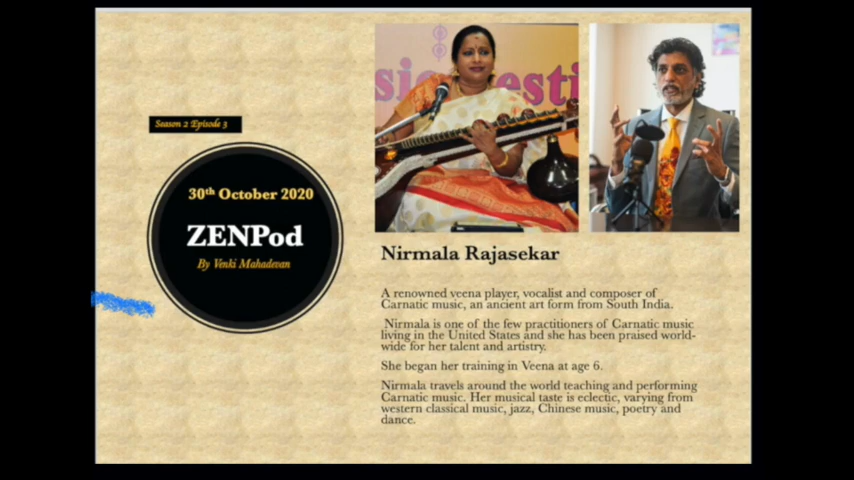 Season 2 Episode 3
30th October 2020
ZENPod
By Venki Mahadevan
Nirmala Rajasekar
A renowned veena player, vocalist and composer of
Carnatic music, an ancient art form from South India.
Nirmala is one of the few practitioners of Carnatic music
living in the United States and she has been praised world-
wide for her talent and artistry.
She began her training in Veena at age 6.
Nirmala travels around the world teaching and performing
Carnatic music. Her musical taste is eclectic, varying from
western classical music, jazz, Chinese music, poetry and
dance.